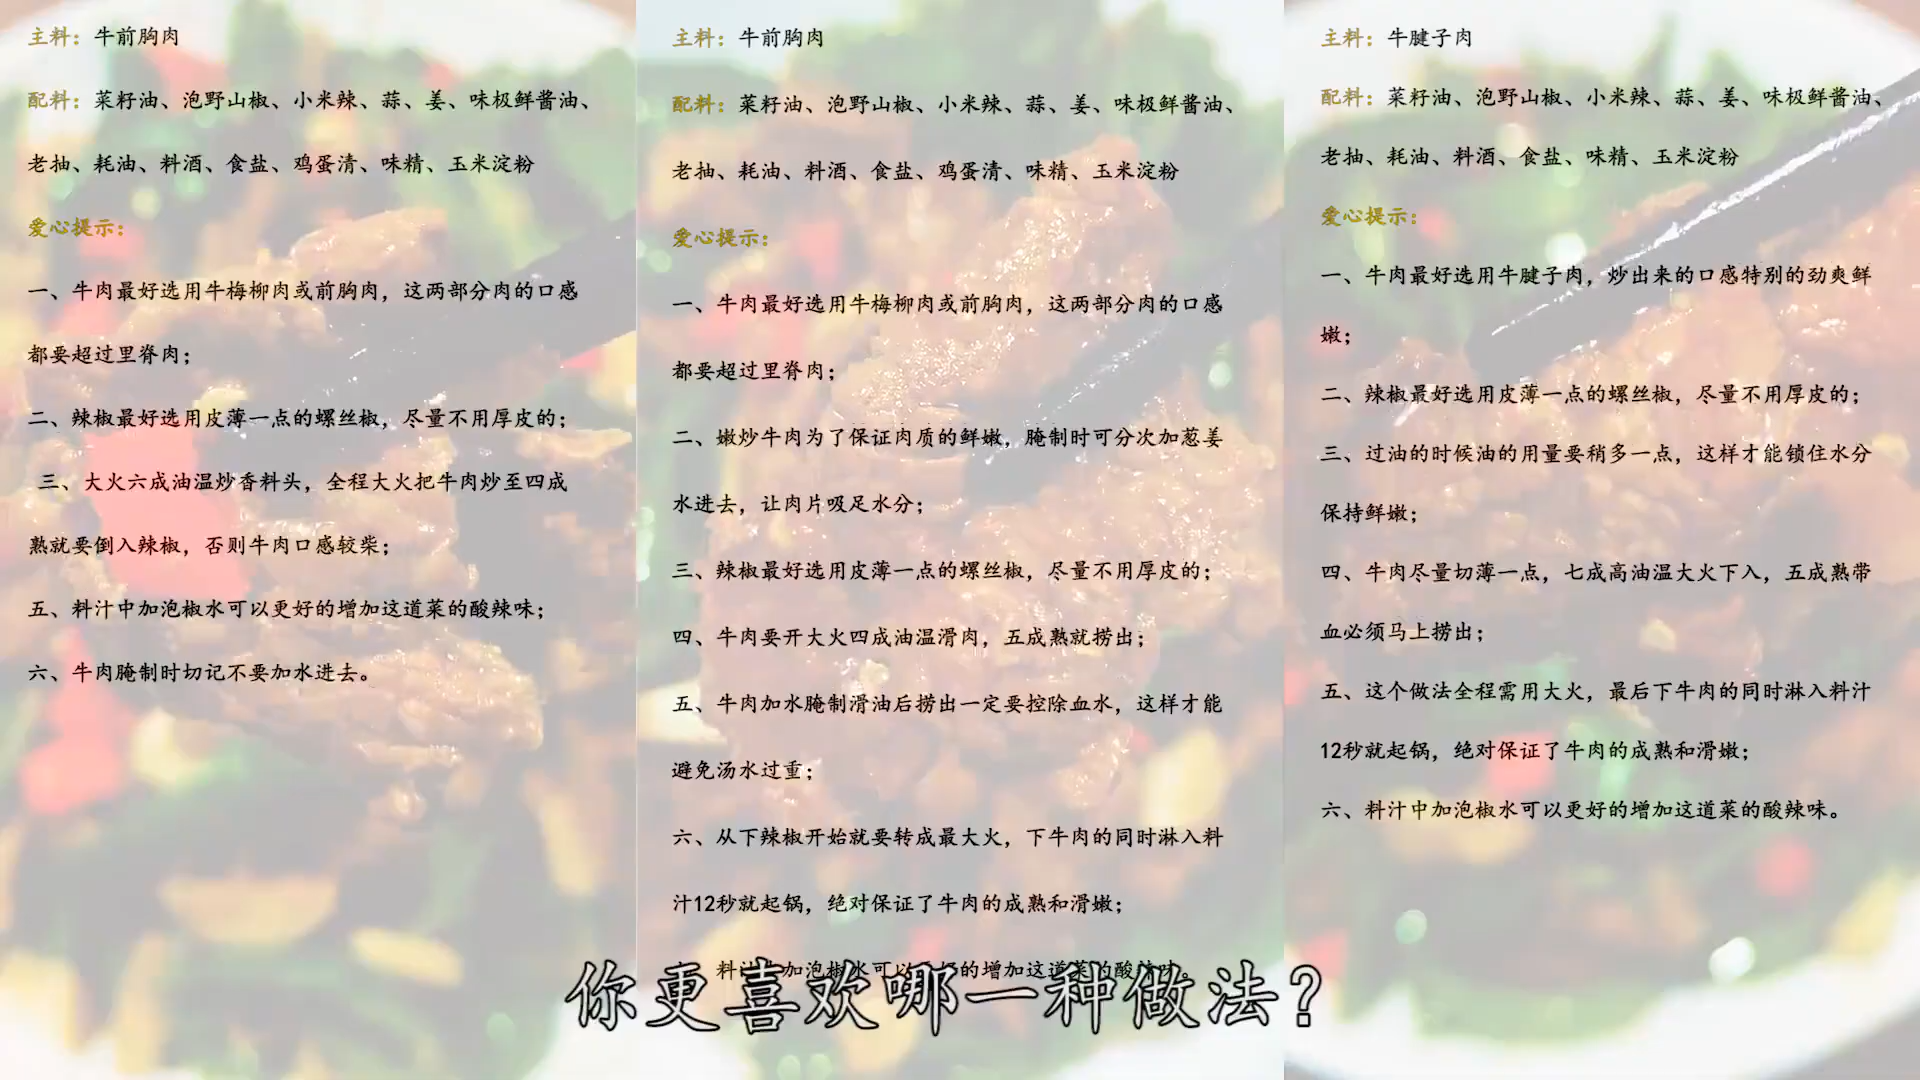 主料：牛前胸肉
配料：菜籽油、泡野山椒、小米辣、蒜、姜、味极鲜酱油、
老抽、耗油、料酒、食盐、鸡蛋清、味精、玉米淀粉
爱心提示：
一、牛肉最好选用牛梅柳肉或前胸肉，这两部分肉的口感
都要超过里脊肉；
二、辣椒最好选用皮薄一点的螺丝椒，尽量不用厚皮的；
三、大火六成油温炒香料头，全程大火把牛肉炒至四成
熟就要倒入辣椒，否则牛肉口感较柴；
五、料汁中加泡椒水可以更好的增加这道菜的酸辣味；
六、牛肉腌制时切记不要加水进去。
主料：牛前胸肉
配料：菜籽油、泡野山椒、小米辣、蒜、姜、味极鲜酱油、
老抽、耗油、料酒、食盐、鸡蛋清、味精、玉米淀粉
爱心提示：
一、牛肉最好选用牛梅柳肉或前胸肉，这两部分肉的口感
都要超过里脊肉；
二、嫩炒牛肉为了保证肉质的鲜嫩，腌制时可分次加葱姜
水进去，让肉片吸足水分；
三、辣椒最好选用皮薄一点的螺丝椒，尽量不用厚皮的；
四、牛肉要开大火四成油温滑肉，五成熟就捞出；
五、牛肉加水腌制滑油后捞出一定要控除血水，这样才能
避免汤水过重；
六、从下辣椒开始就要转成最大火，下牛肉的同时淋入料
汁12秒就起锅，绝对保证了牛肉的成熟和滑嫩；
料汁 加泡椒水可以 的增加这道菜的酸辣味。
主料：牛腱子肉
配料：菜籽油、泡野山椒、小米辣、蒜、姜、味极鲜酱油、
老抽、耗油、料酒、食盐、味精、玉米淀粉
爱心提示：
一、牛肉最好选用牛腱子肉，炒出来的口感特别的劲爽鲜
嫩；
二、辣椒最好选用皮薄一点的螺丝椒，尽量不用厚皮的；
三、过油的时候油的用量要稍多一点，这样才能锁住水分
保持鲜嫩；
四、牛肉尽量切薄一点，七成高油温大火下入，五成熟带
血必须马上捞出；
五、这个做法全程需用大火，最后下牛肉的同时淋入料汁
12秒就起锅，绝对保证了牛肉的成熟和滑嫩；
六、料汁中加泡椒水可以更好的增加这道菜的酸辣味。
你更喜欢哪一种做法？